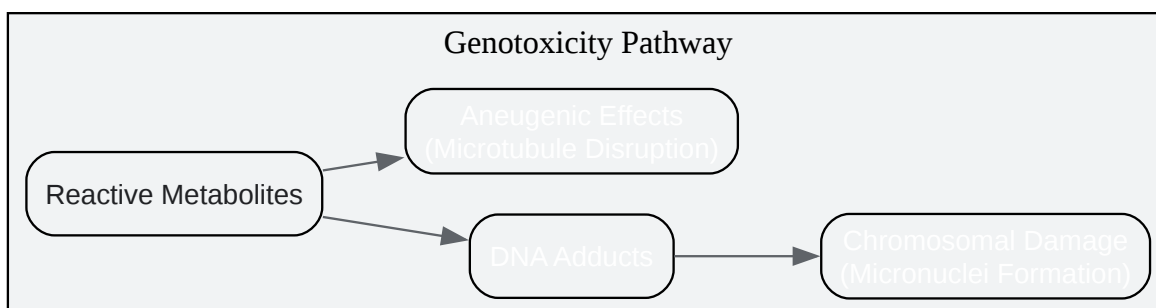 Genotoxicity Pathway
Aneugenic Effects
(Microtubule Disruption)
Reactive Metabolites
DNA Adducts
Chromosomal Damage
(Micronuclei Formation)